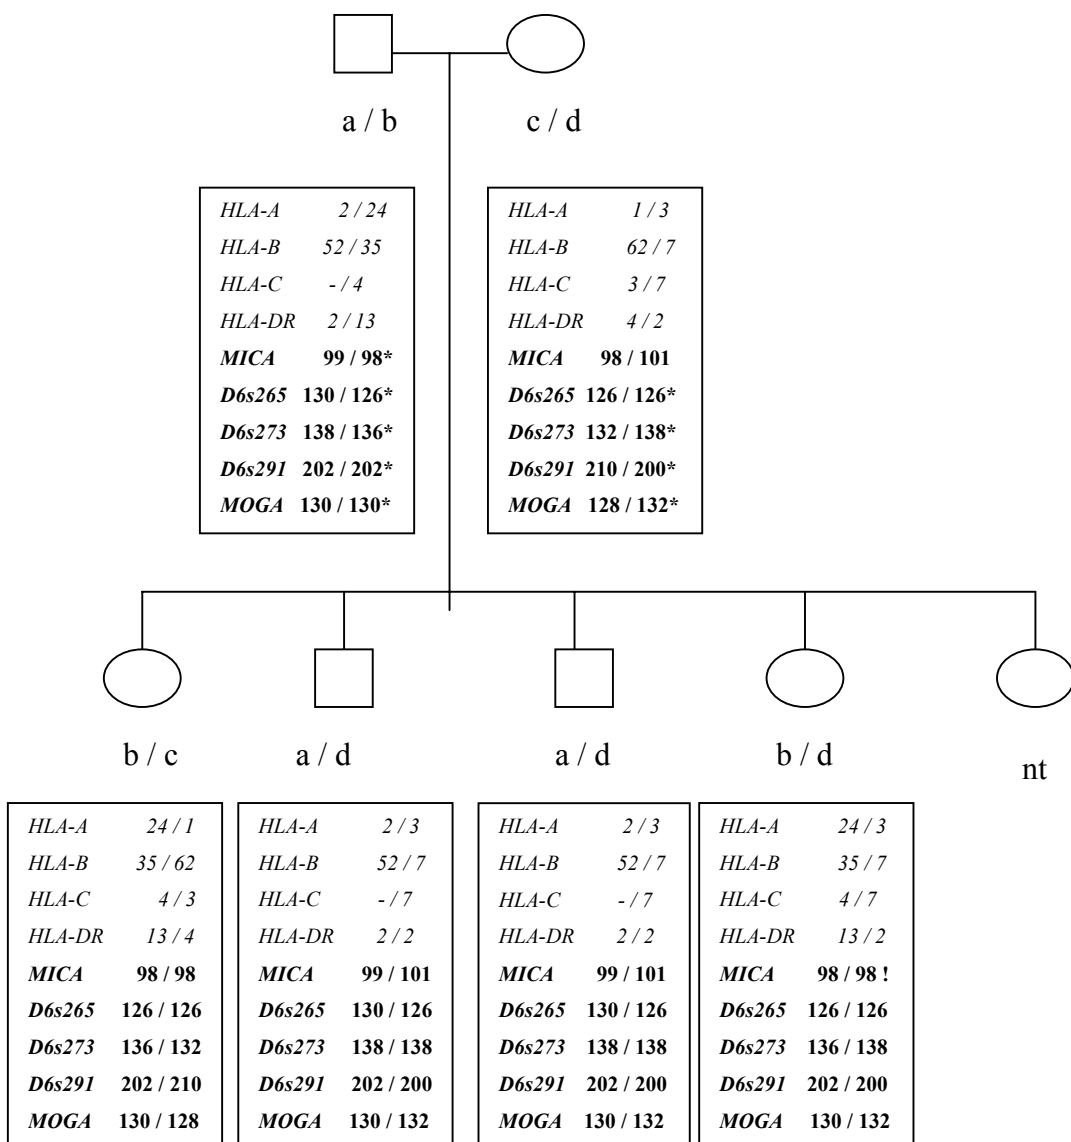 a / b
c / d
HLA-A 2 / 24
HLA-B 52 / 35
HLA-C - / 4
HLA-DR 2 / 13
MICA 99 / 98*
D6s265 130 / 126*
D6s273 138 / 136*
D6s291 202 / 202*
MOGA 130 / 130*
HLA-A 1 / 3
HLA-B 62 / 7
HLA-C 3 / 7
HLA-DR 4 / 2
MICA 98 / 101
D6s265 126 / 126*
D6s273 132 / 138*
D6s291 210 / 200*
MOGA 128 / 132*
b / c
a / d
a / d
b / d
nt
HLA-A 24 / 1
HLA-B 35 / 62
HLA-C 4 / 3
HLA-DR 13 / 4
MICA 98 / 98
D6s265 126 / 126
D6s273 136 / 132
D6s291 202 / 210
MOGA 130 / 128
HLA-A 2 / 3
HLA-B 52 / 7
HLA-C - / 7
HLA-DR 2 / 2
MICA 99 / 101
D6s265 130 / 126
D6s273 138 / 138
D6s291 202 / 200
MOGA 130 / 132
HLA-A 2 / 3
HLA-B 52 / 7
HLA-C - / 7
HLA-DR 2 / 2
MICA 99 / 101
D6s265 130 / 126
D6s273 138 / 138
D6s291 202 / 200
MOGA 130 / 132
HLA-A 24 / 3
HLA-B 35 / 7
HLA-C 4 / 7
HLA-DR 13 / 2
MICA 98 / 98 !
D6s265 126 / 126
D6s273 136 / 138
D6s291 202 / 200
MOGA 130 / 132